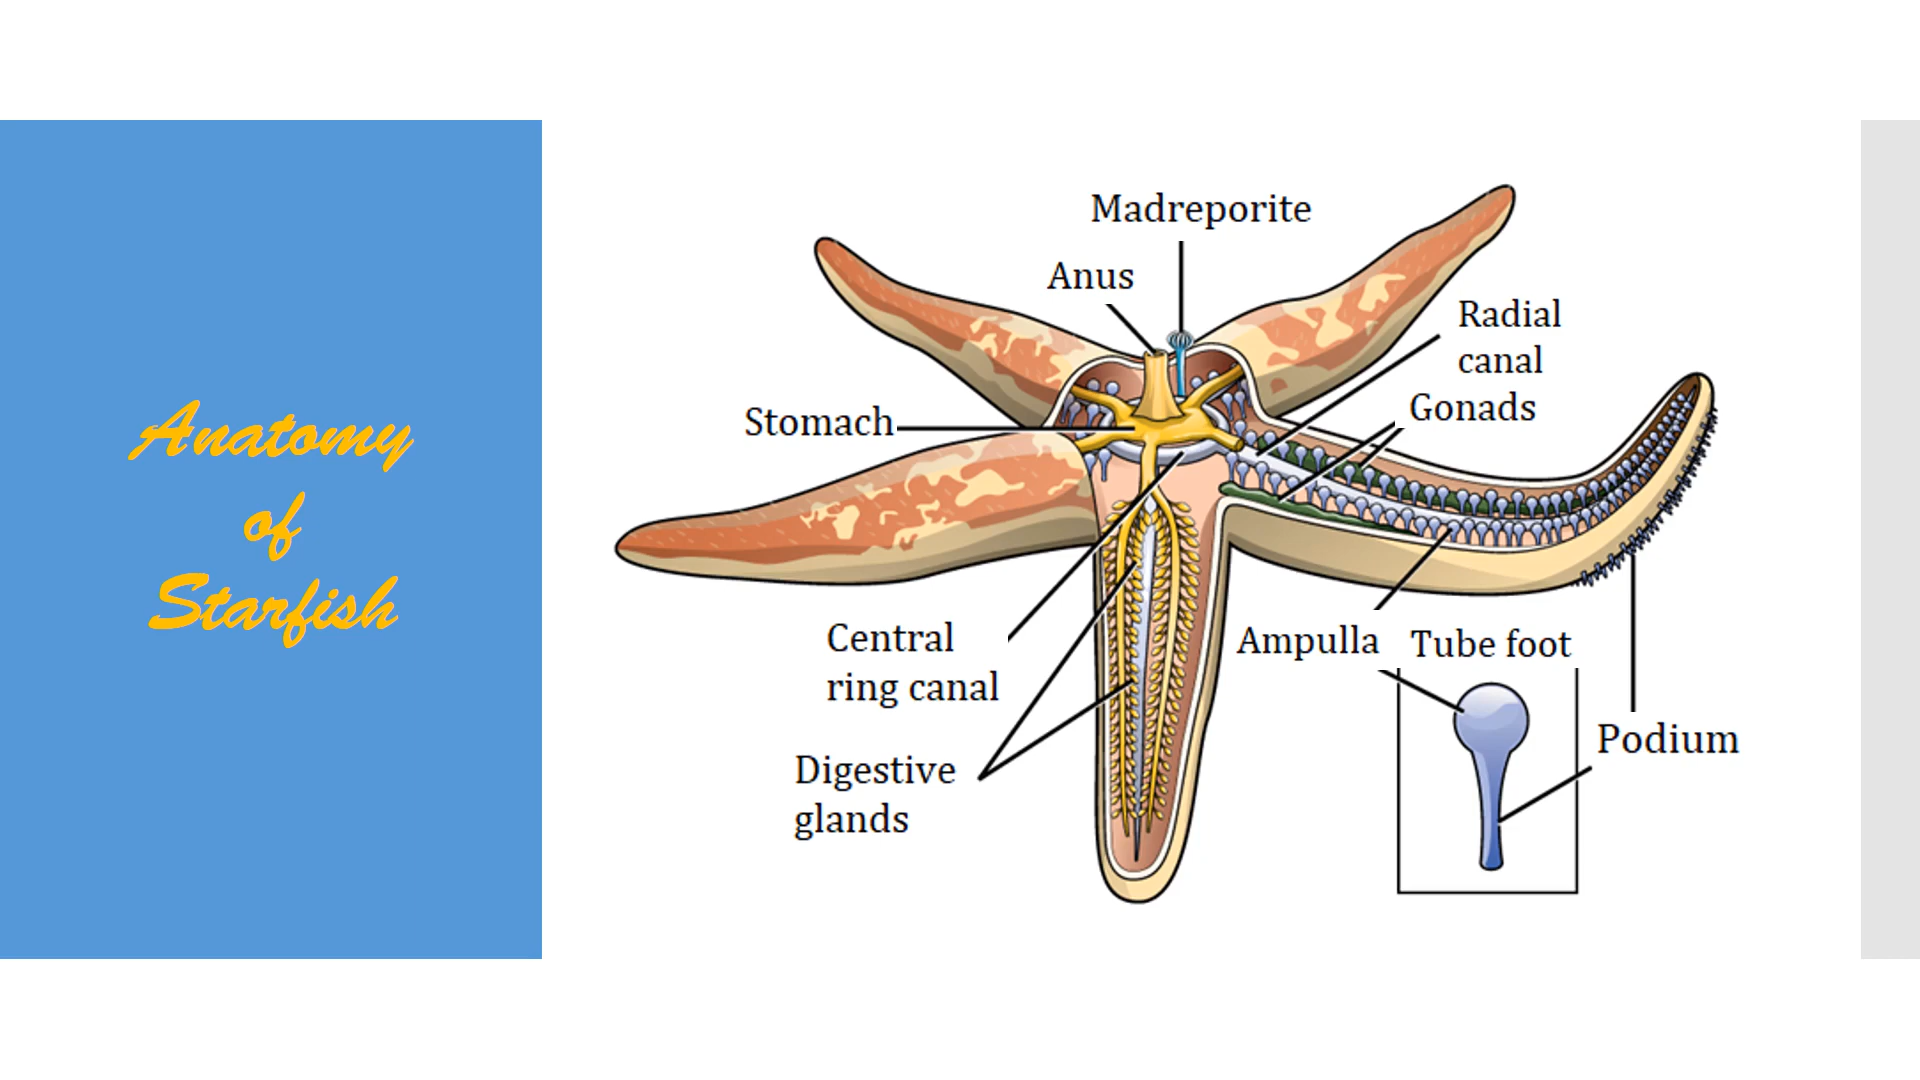 Anatomy
of
Starfish
Madreporite
Anus
Radial
canal
Gonads
Stomach
Central
ring canal
Ampulla
Tube foot
Podium
Digestive
glands